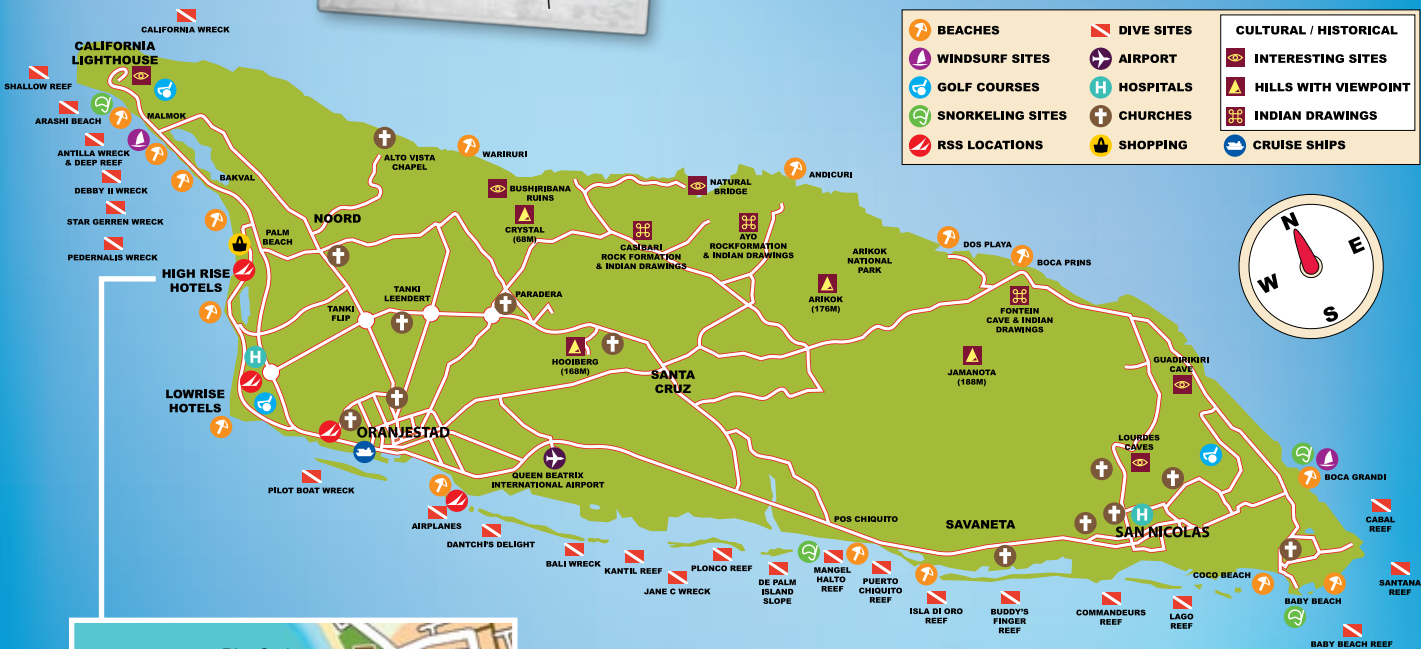 CALIFORNIA WRECK
CALIFORNIA
LIGHTHOUSE
SHALLOW REEF
ARASHI BEACH
MALMOK
ANTILLA WRECK
& DEEP REEF
DEBBY II WRECK
BAKVAL
STAR GERREN WRECK
PEDERNALIS WRECK
PALM
BEACH
NOORD
HIGH RISE
HOTELS
ALTO VISTA
CHAPEL
WARIRURI
BUSHIRIBANA
RUINS
CRYSTAL
(68M)
NATURAL
BRIDGE
ANDICURI
CASIBARI
ROCK FORMATION
& INDIAN DRAWINGS
AYO
ROCKFORMATION
& INDIAN DRAWINGS
ARIKOK
NATIONAL
PARK
ARIKOK
(176M)
DOS PLAYA
BOCA PRINS
FONTEIN
CAVE & INDIAN
DRAWINGS
TANKI
LEENDERT
TANKI
FLIP
PARADERA
HOOIBERG
(168M)
SANTA
CRUZ
JAMANOTA
(188M)
GUADIRIKIRI
CAVE
LOWRISE
HOTELS
H
ORANJESTAD
QUEEN BEATRIX
INTERNATIONAL AIRPORT
LOURDES
CAVES
BOCA GRANDI
PILOT BOAT WRECK
AIRPLANES
DANTCHI'S DELIGHT
BALI WRECK
KANTIL REEF
JANE C WRECK
PLONCO REEF
DE PALM
ISLAND
SLOPE
MANGEL
HALTO
REEF
PUERTO
CHIQUITO
REEF
POS CHIQUITO
SAVANETA
H
SAN NICOLAS
CABAL
REEF
ISLA DI ORO
REEF
BUDDY'S
FINGER
REEF
COMMANDEURS
REEF
LAGO
REEF
COCO BEACH
BABY BEACH
SANTANA
REEF
BABY BEACH REEF
BEACHES
WINDSURF SITES
GOLF COURSES
SNORKELING SITES
RSS LOCATIONS
DIVE SITES
AIRPORT
H HOSPITALS
CHURCHES
SHOPPING
CULTURAL / HISTORICAL
INTERESTING SITES
HILLS WITH VIEWPOINT
INDIAN DRAWINGS
CRUISE SHIPS
N
E
W
S